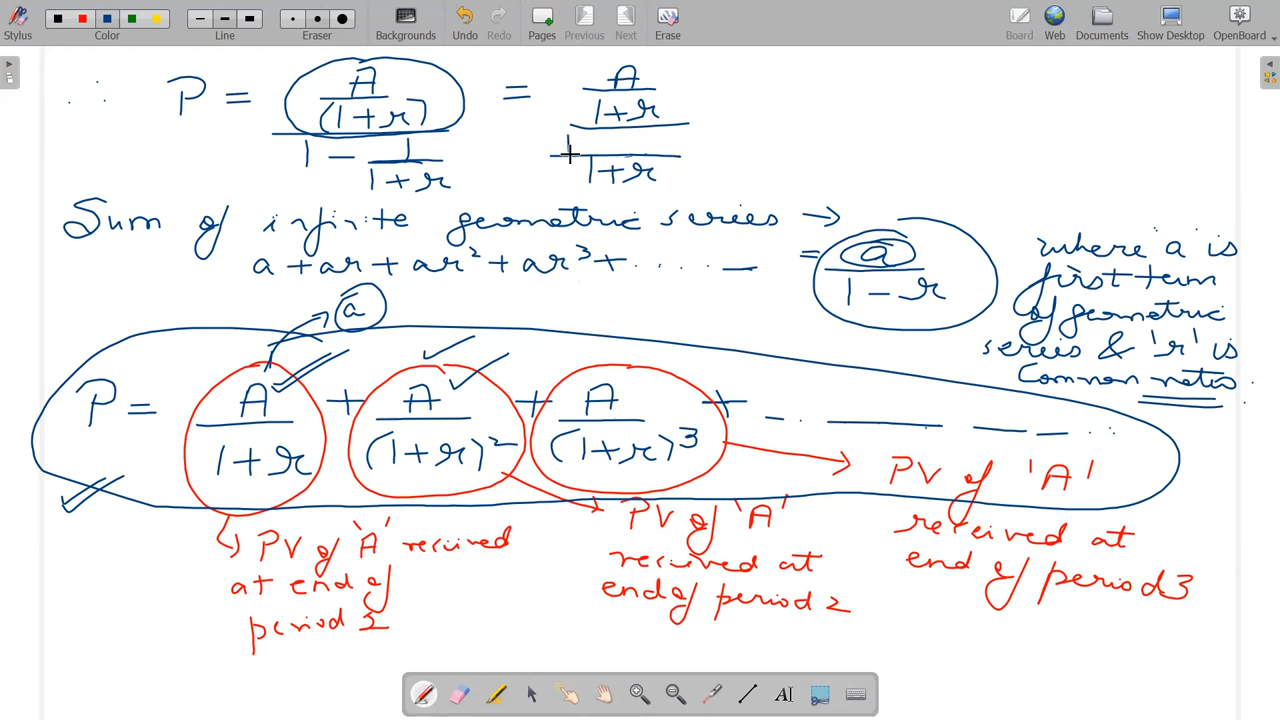 Stylus Color Line Eraser Backgrounds Undo Redo Pages Previous Next Erase Board Web Documents Show Desktop OpenBoard
∴ P = (A/(1+r))/(1 - 1/(1+r)) = (A/(1+r))/(1/(1+r))
Sum of infinite geometric series →
a + ar + ar² + ar³ + ..... _ = a/(1-r)
where 'a' is
first term
of geometric
series & 'r' is
Common ratio
a
P = A/(1+r) + A/(1+r)² + A/(1+r)³ + - . _ _ _ _ . .
PV of 'A' received
at end of
period 1
PV of 'A'
received at
end of period 2
PV of 'A'
received at
end of period 3